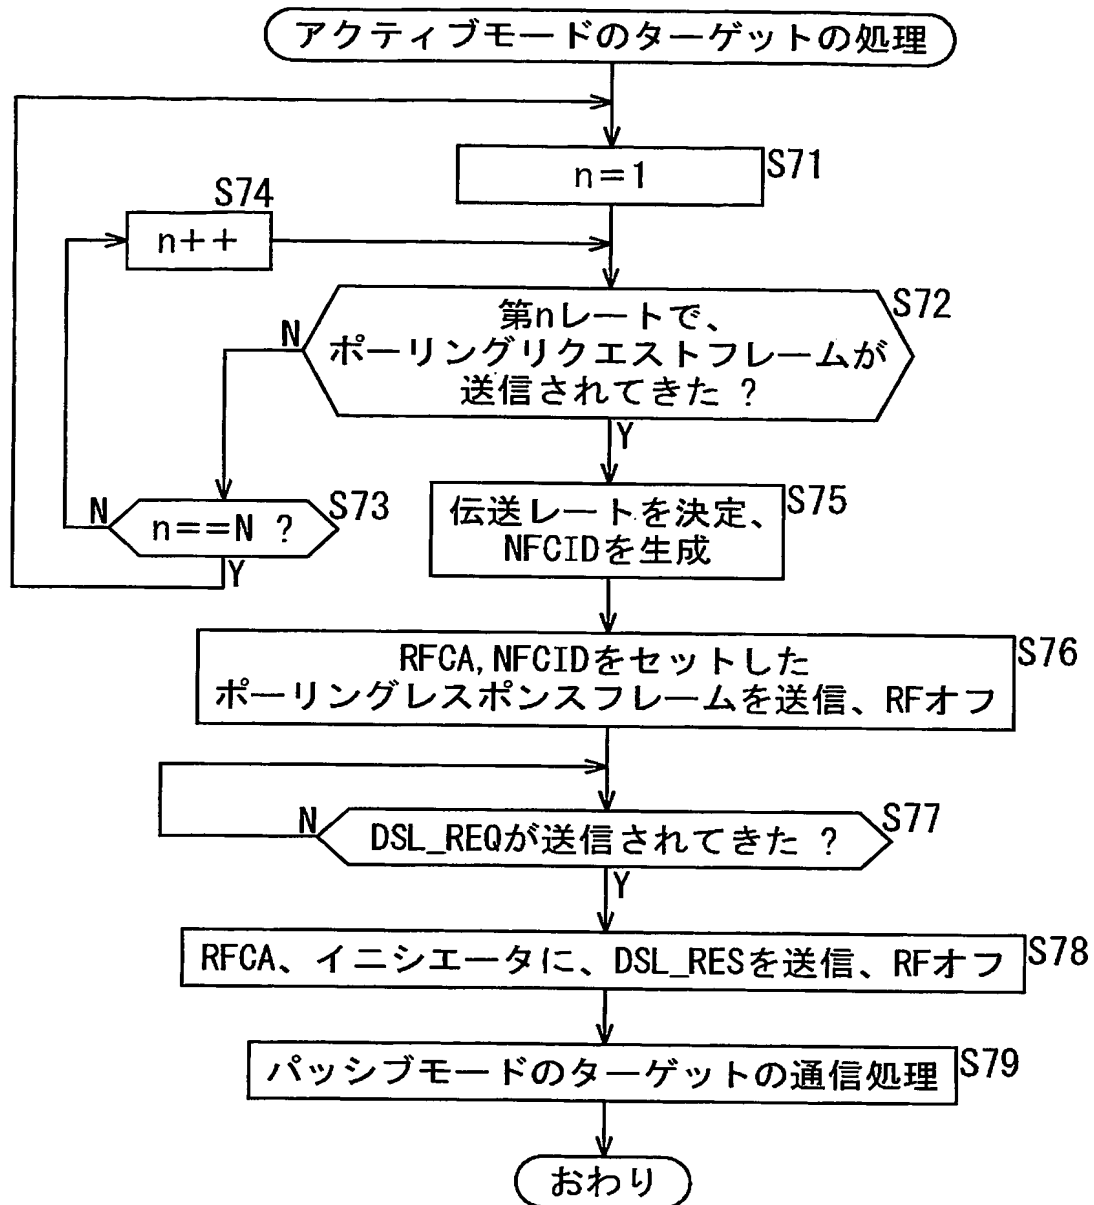 アクティブモードのターゲットの処理
n=1
S71
S74
n++
第nレートで、
ポーリングリクエストフレームが
送信されてきた ?
S72
N
Y
n==N ?
S73
N
Y
伝送レートを決定、
NFCIDを生成
S75
RFCA,NFCIDをセットした
ポーリングレスポンスフレームを送信、RFオフ
S76
DSL_REQが送信されてきた ?
S77
N
Y
RFCA、イニシエータに、DSL_RESを送信、RFオフ
S78
パッシブモードのターゲットの通信処理
S79
おわり